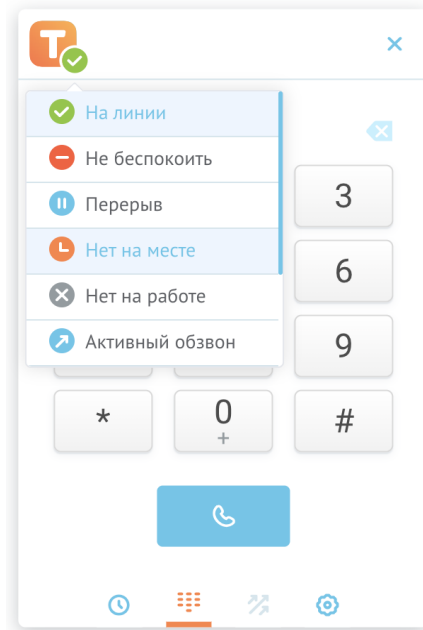 T
На линии
Не беспокоить
Перерыв
3
Нет на месте
6
Нет на работе
Активный обзвон
9
* 0 #
+